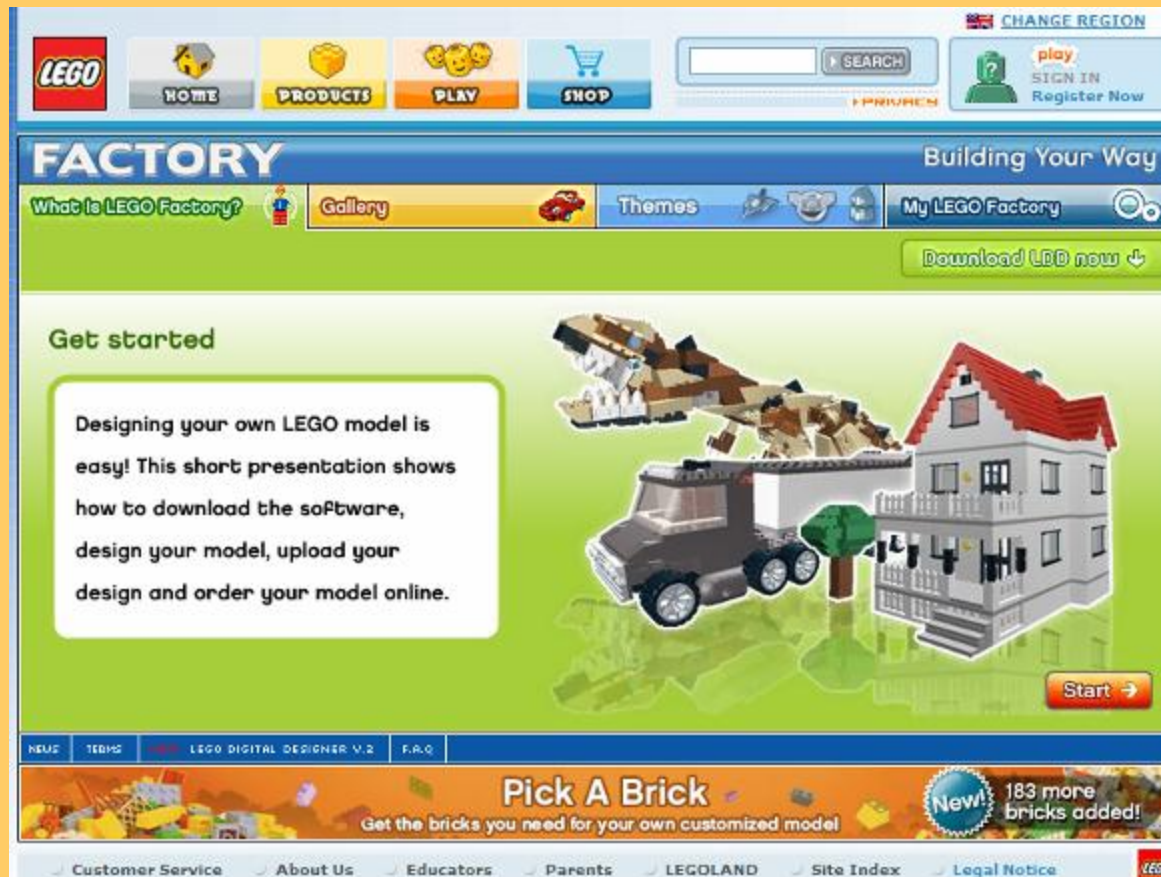 CHANGE REGION
LEGO
HOME
PRODUCTS
PLAY
SHOP
SEARCH
PRIVACY
play
SIGN IN
Register Now
FACTORY
Building Your Way
What is LEGO Factory?
Gallery
Themes
My LEGO Factory
Download LDD now
Get started
Designing your own LEGO model is
easy! This short presentation shows
how to download the software,
design your model, upload your
design and order your model online.
Start
NEWS
TERMS
LEGO DIGITAL DESIGNER V.2
F.A.Q
Pick A Brick
Get the bricks you need for your own customized model
New!
183 more
bricks added!
Customer Service
About Us
Educators
Parents
LEGOLAND
Site Index
Legal Notice